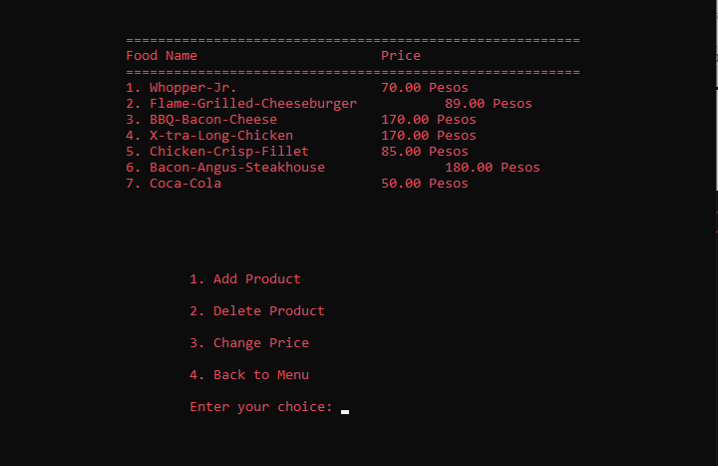 =========================================================
Food Name Price
=========================================================
1. Whopper-Jr. 70.00 Pesos
2. Flame-Grilled-Cheeseburger 89.00 Pesos
3. BBQ-Bacon-Cheese 170.00 Pesos
4. X-tra-Long-Chicken 170.00 Pesos
5. Chicken-Crisp-Fillet 85.00 Pesos
6. Bacon-Angus-Steakhouse 180.00 Pesos
7. Coca-Cola 50.00 Pesos
1. Add Product
2. Delete Product
3. Change Price
4. Back to Menu
Enter your choice: